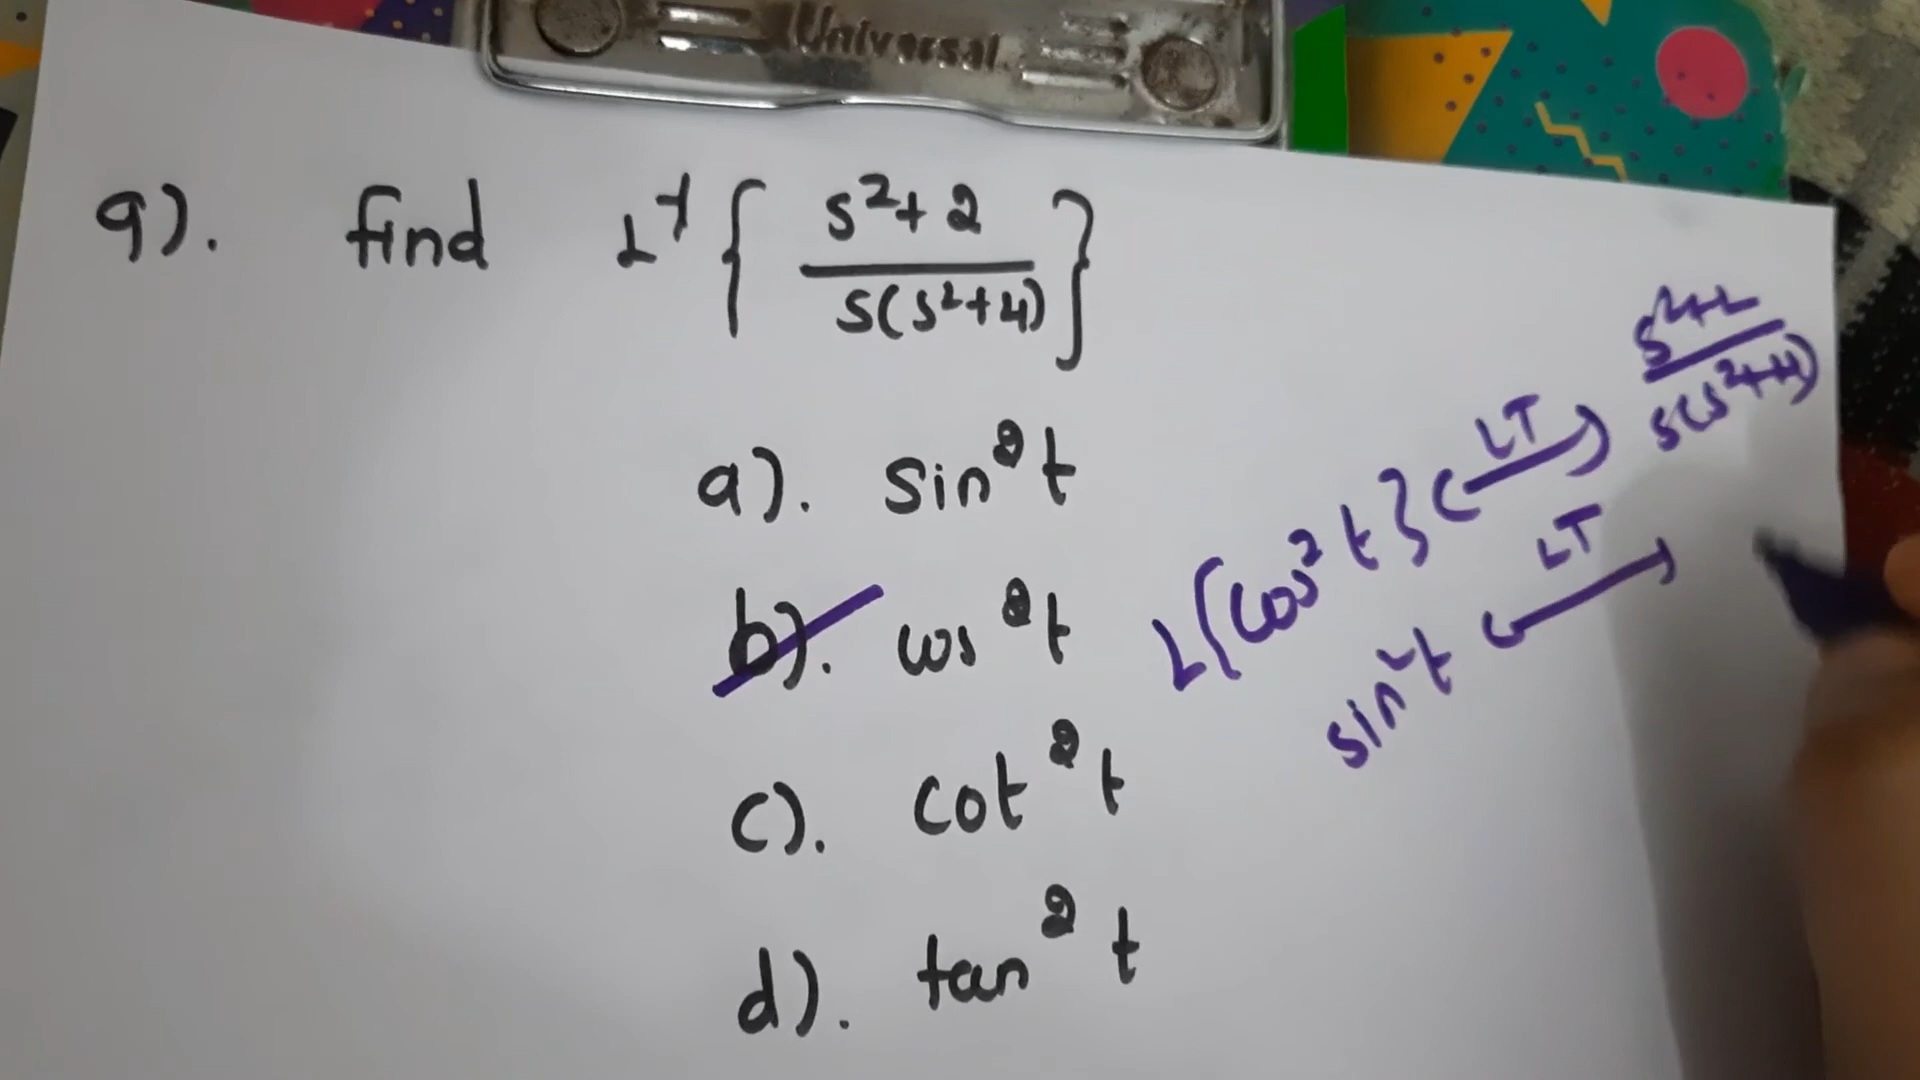 Universal
9). find L⁻¹ { s²+2 / s(s²+4) }
a). sin²t
b). cos²t
c). cot²t
d). tan²t
L{cos²t} ⟷ LT s²+2 / s(s²+4)
sin²t ⟷ LT